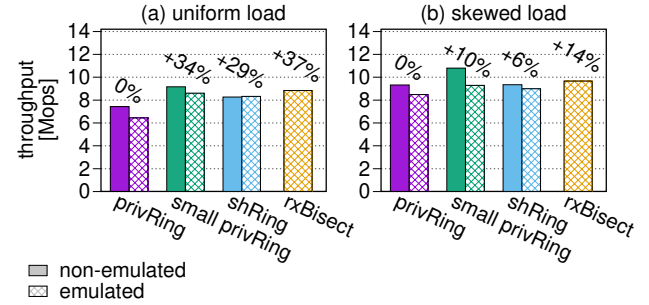 (a) uniform load
(b) skewed load
throughput
[Mops]
14
12
10
8
6
4
2
0
0%
+34%
+29%
+37%
privRing
small privRing
shRing
rxBisect
14
12
10
8
6
4
2
0
0%
+10%
+6%
+14%
privRing
small privRing
shRing
rxBisect
non-emulated
emulated